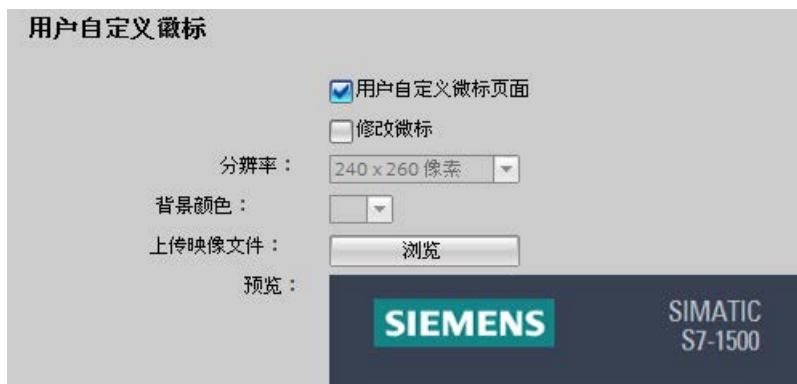 用户自定义徽标
用户自定义微标页面
修改微标
分辨率：
240 x 260 像素
背景颜色：
上传映像文件：
浏览
预览：
SIEMENS
SIMATIC
S7-1500